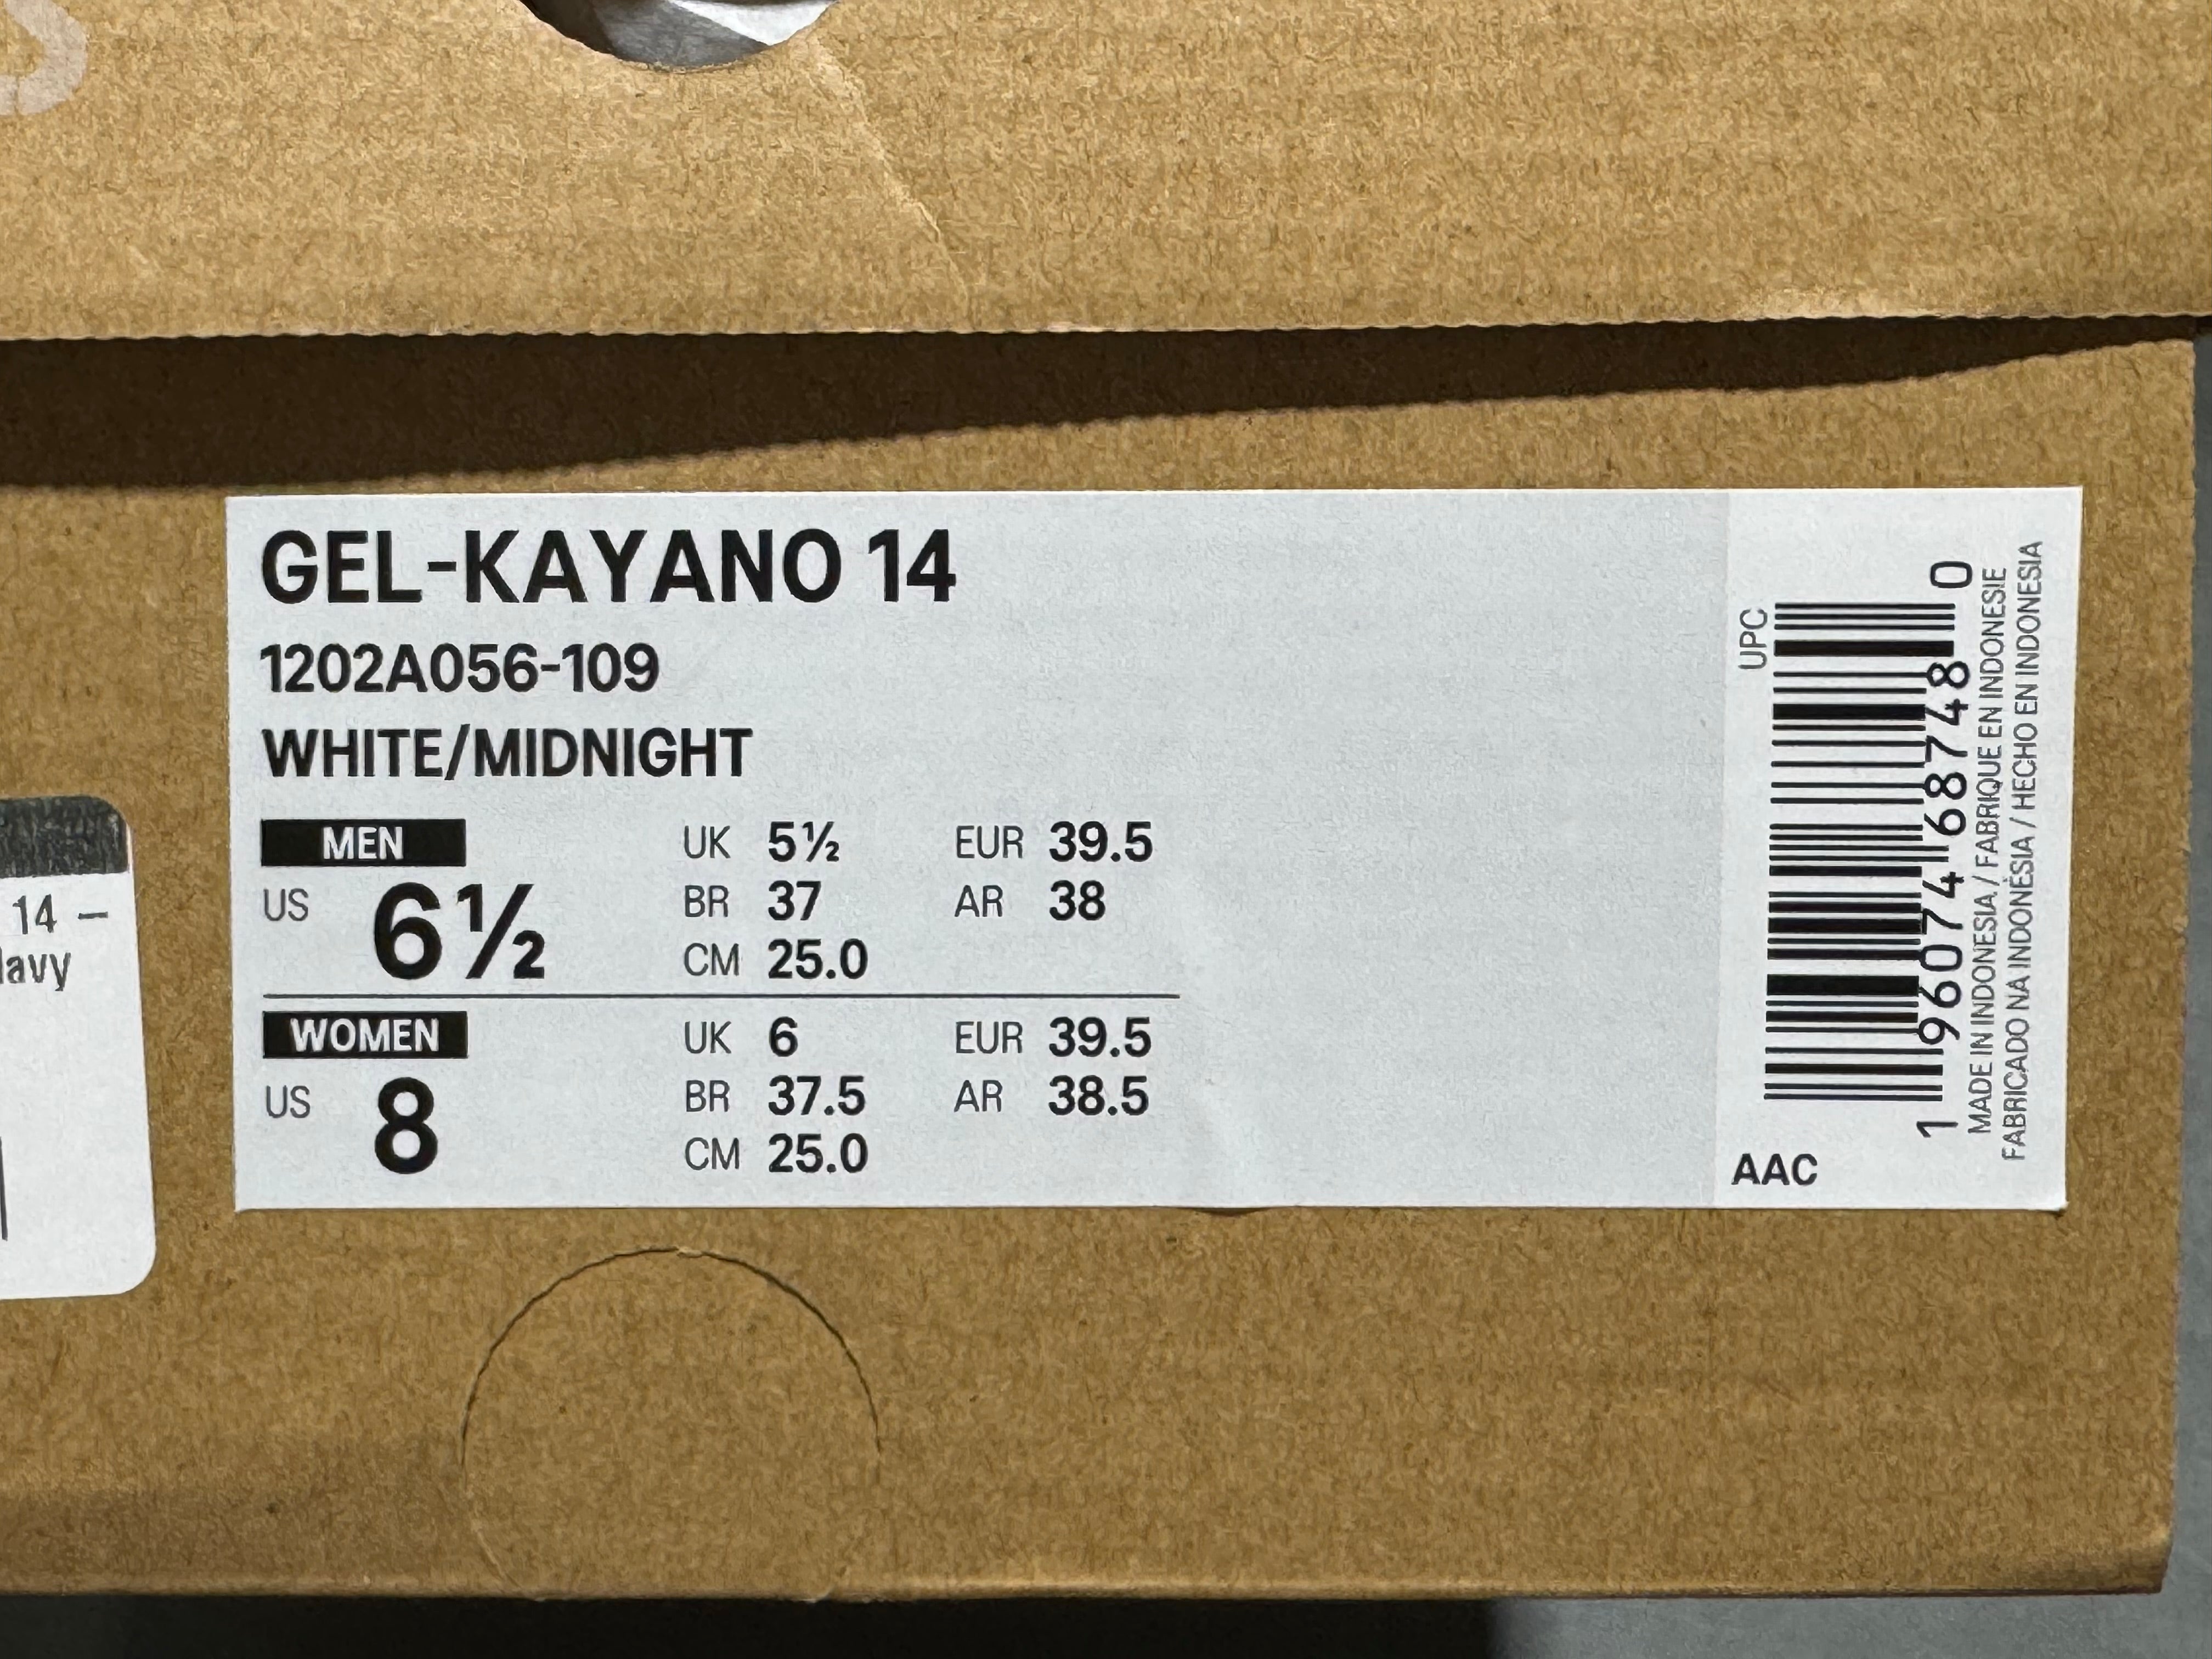 GEL-KAYANO 14
1202A056-109
WHITE/MIDNIGHT
MEN
US 6½
UK 5½ EUR 39.5
BR 37 AR 38
CM 25.0
WOMEN
US 8
UK 6 EUR 39.5
BR 37.5 AR 38.5
CM 25.0
UPC
1 96074 68748 0
MADE IN INDONESIA / FABRIQUE EN INDONESIE
FABRICADO NA INDONÉSIA / HECHO EN INDONESIA
AAC
14 –